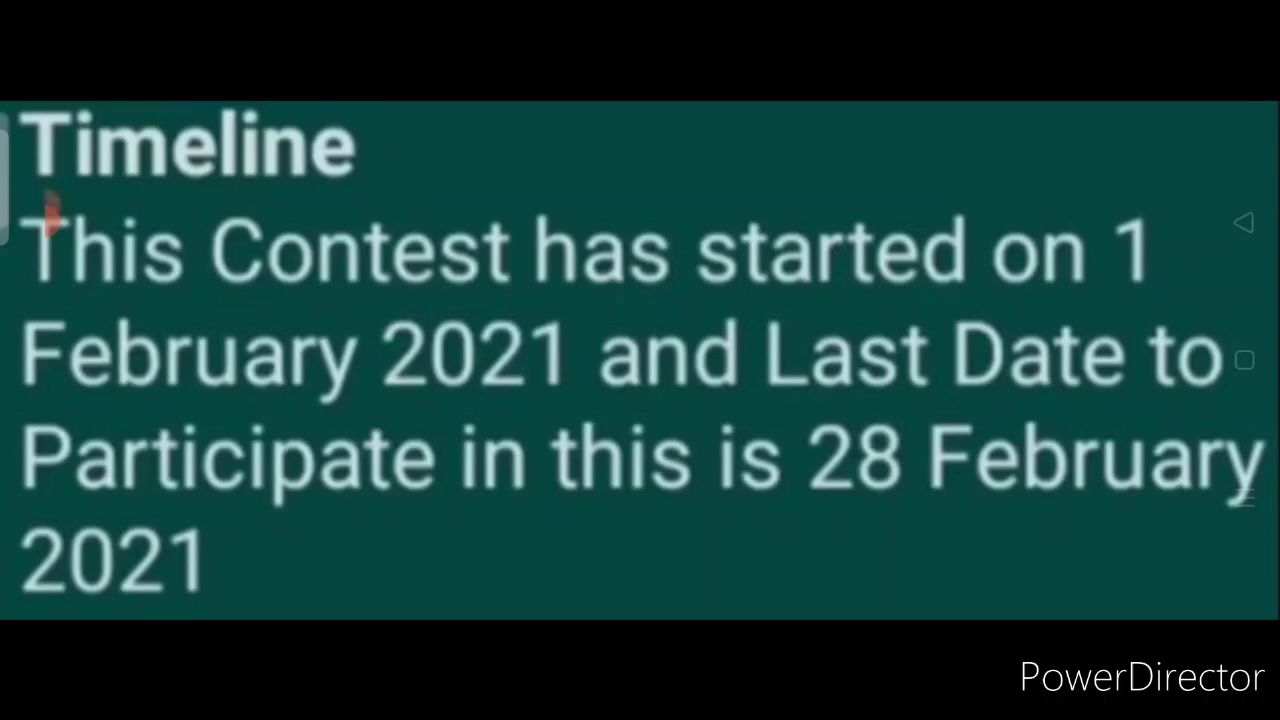 Timeline
This Contest has started on 1
February 2021 and Last Date to
Participate in this is 28 February
2021
PowerDirector